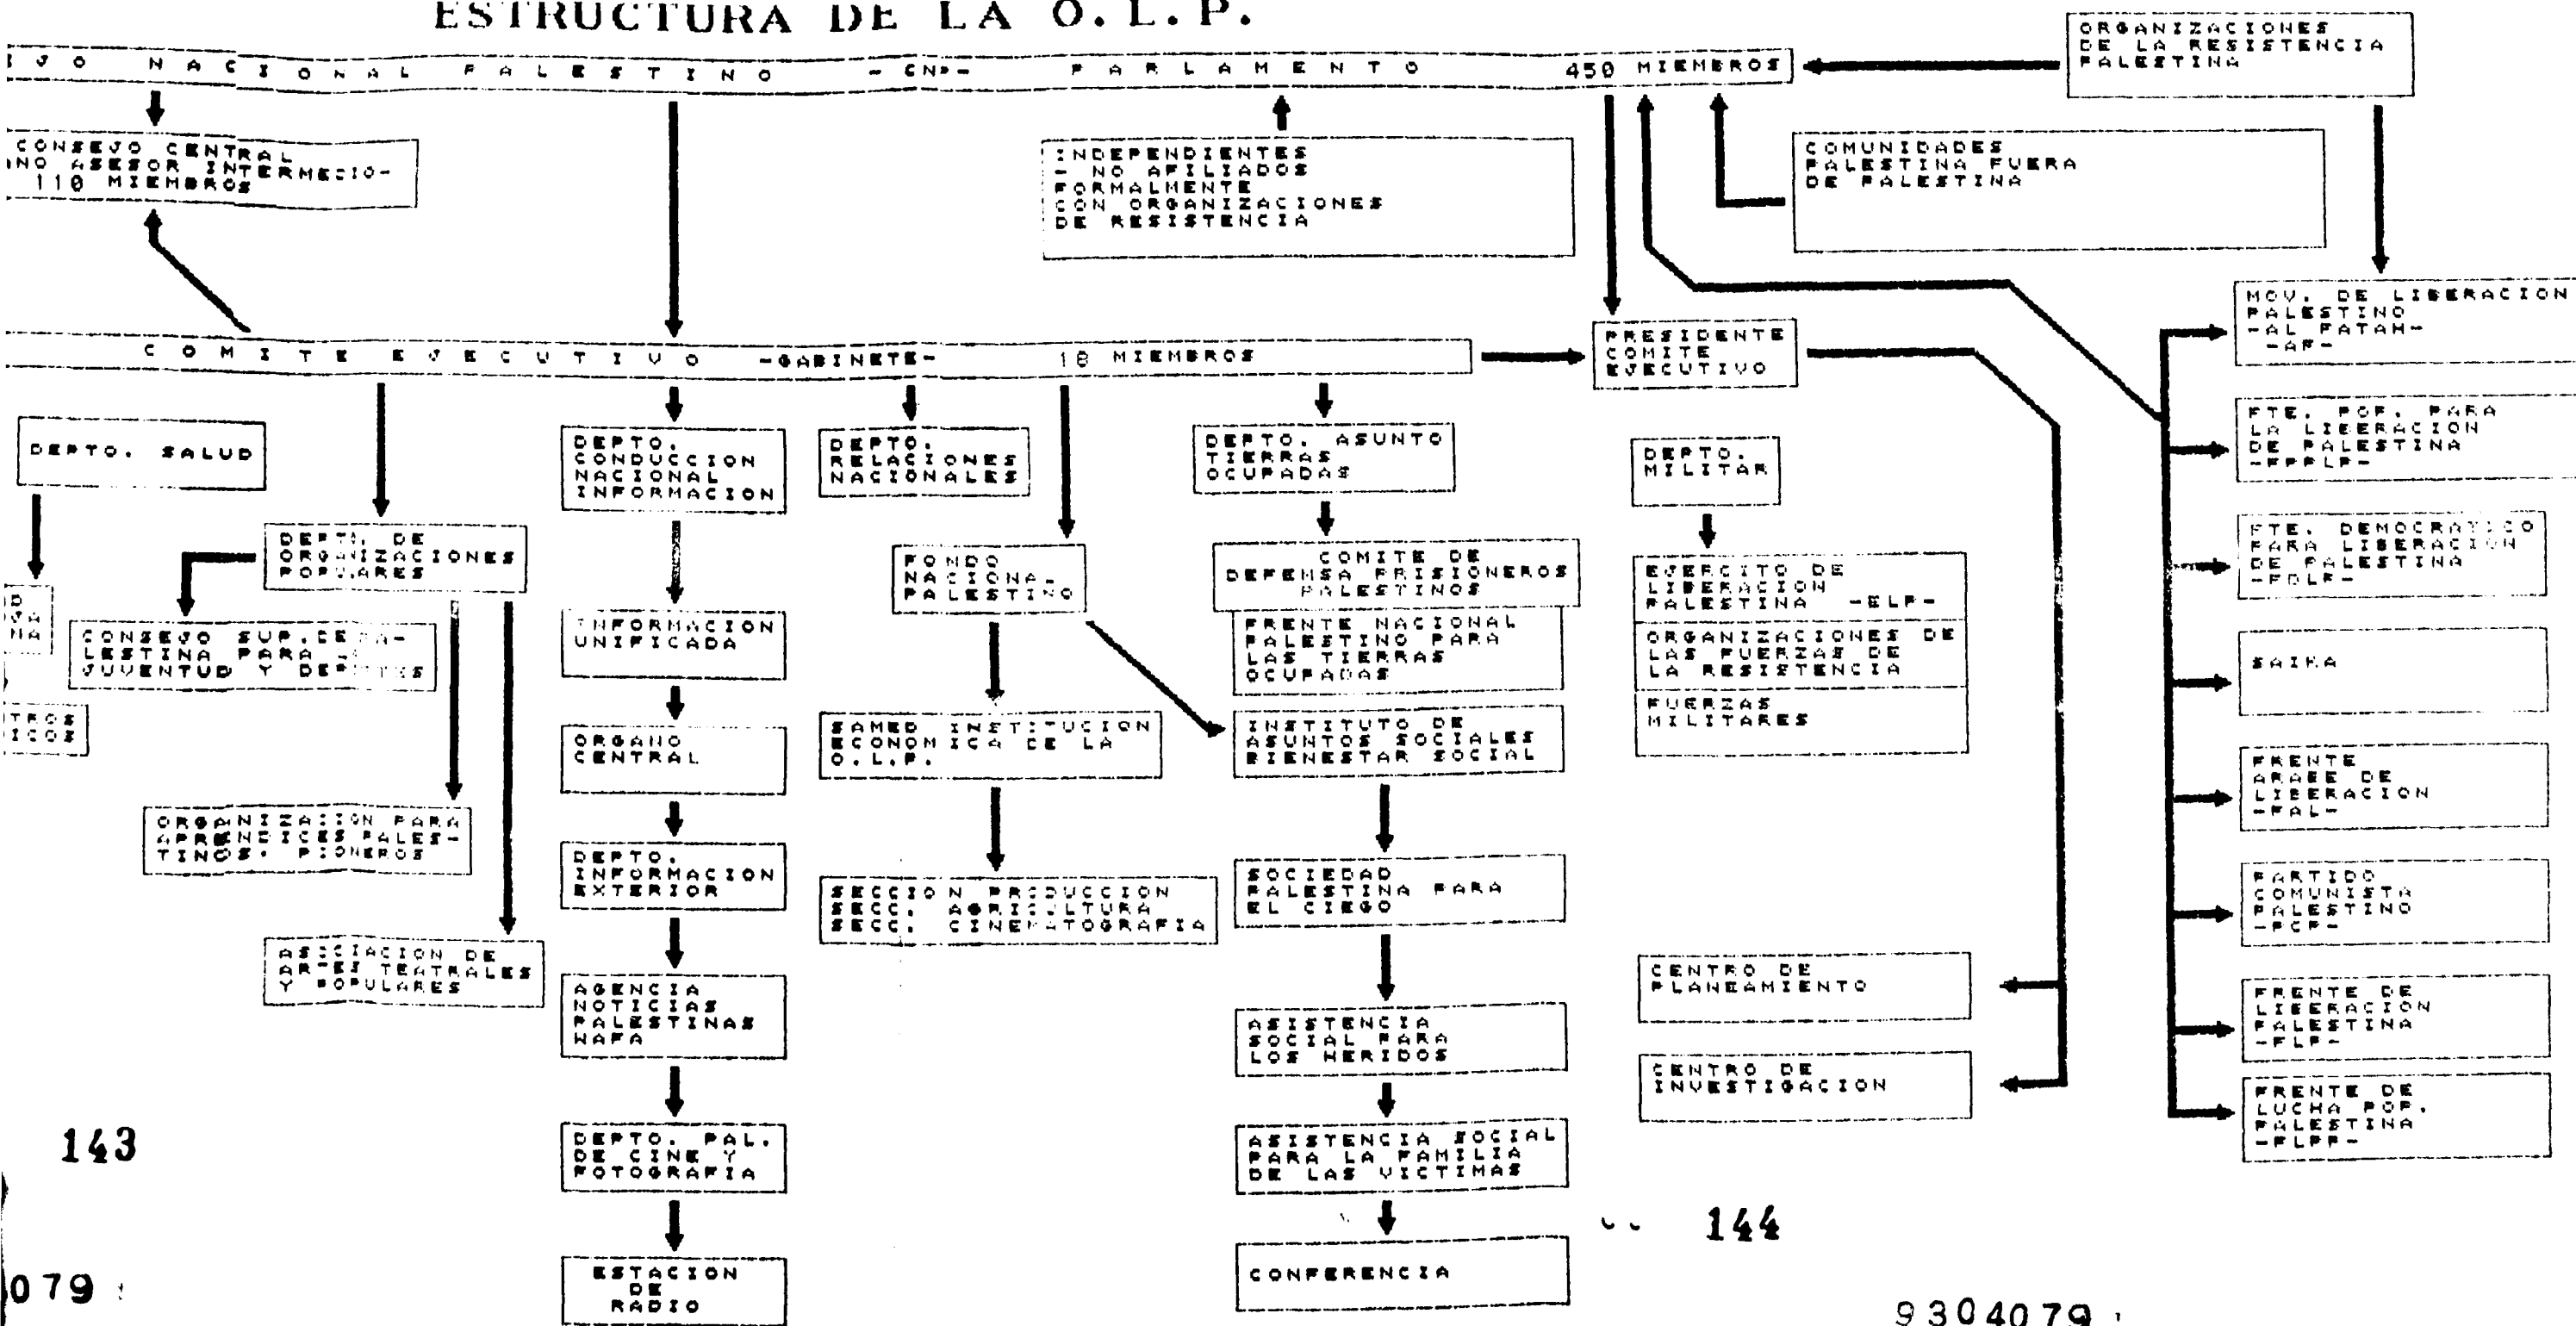 ESTRUCTURA DE LA O.L.P.
NACIONAL PALESTINO - CNP- PARLAMENTO 450 MIEMBROS
ORGANIZACIONES
DE LA RESISTENCIA
PALESTINA
CONSEJO CENTRAL
ASESOR INTERMECIO-
110 MIEMBROS
INDEPENDIENTES
- NO AFILIADOS
FORMALMENTE
CON ORGANIZACIONES
DE RESISTENCIA
COMUNIDADES
PALESTINA FUERA
DE PALESTINA
COMITE EJECUTIVO -GABINETE- 18 MIEMBROS
PRESIDENTE
COMITE
EJECUTIVO
MOV. DE LIBERACION
PALESTINO
-AL FATAH-
-AF-
FTE. POP. PARA
LA LIBERACION
DE PALESTINA
-FPPLP-
FTE. DEMOCRATICO
PARA LIBERACION
DE PALESTINA
-FDLP-
SAIKA
FRENTE
ARABE DE
LIBERACION
-FAL-
PARTIDO
COMUNISTA
PALESTINO
-PCP-
FRENTE DE
LIBERACION
PALESTINA
-FLP-
FRENTE DE
LUCHA POP.
PALESTINA
-FLPP-
DEPTO. SALUD
DEPTO. DE
ORGANIZACIONES
POPULARES
CONSEJO SUP.DE PA-
LESTINA PARA LA
JUVENTUD Y DEPORTES
ORGANIZACION PARA
APRENDICES PALES-
TINOS. PIONEROS
ASOCIACION DE
ARTES TEATRALES
Y POPULARES
DEPTO.
CONDUCCION
NACIONAL
INFORMACION
INFORMACION
UNIFICADA
ORGANO
CENTRAL
DEPTO.
INFORMACION
EXTERIOR
AGENCIA
NOTICIAS
PALESTINAS
WAFA
DEPTO. PAL.
DE CINE Y
FOTOGRAFIA
ESTACION
DE
RADIO
DEPTO.
RELACIONES
NACIONALES
FONDO
NACIONAL
PALESTINO
SAMED INSTITUCION
ECONOMICA DE LA
O.L.P.
SECCION PRODUCCION
SECC. AGRICULTURA
SECC. CINEMATOGRAFIA
DEPTO. ASUNTO
TIERRAS
OCUPADAS
COMITE DE
DEFENSA PRISIONEROS
PALESTINOS
FRENTE NACIONAL
PALESTINO PARA
LAS TIERRAS
OCUPADAS
INSTITUTO DE
ASUNTOS SOCIALES
BIENESTAR SOCIAL
SOCIEDAD
PALESTINA PARA
EL CIEGO
ASISTENCIA
SOCIAL PARA
LOS HERIDOS
ASISTENCIA SOCIAL
PARA LA FAMILIA
DE LAS VICTIMAS
CONFERENCIA
DEPTO.
MILITAR
EJERCITO DE
LIBERACION
PALESTINA -ELP-
ORGANIZACIONES DE
LAS FUERZAS DE
LA RESISTENCIA
FUERZAS
MILITARES
CENTRO DE
PLANEAMIENTO
CENTRO DE
INVESTIGACION
143
144
079
9304079